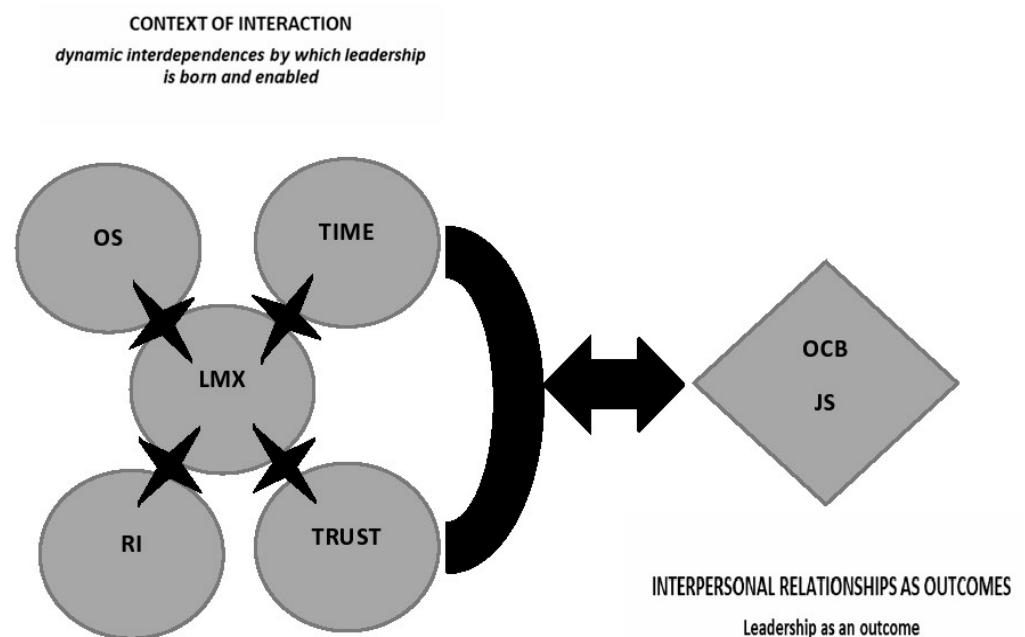 CONTEXT OF INTERACTION
dynamic interdependences by which leadership
is born and enabled
OS
TIME
LMX
RI
TRUST
OCB
JS
INTERPERSONAL RELATIONSHIPS AS OUTCOMES
Leadership as an outcome